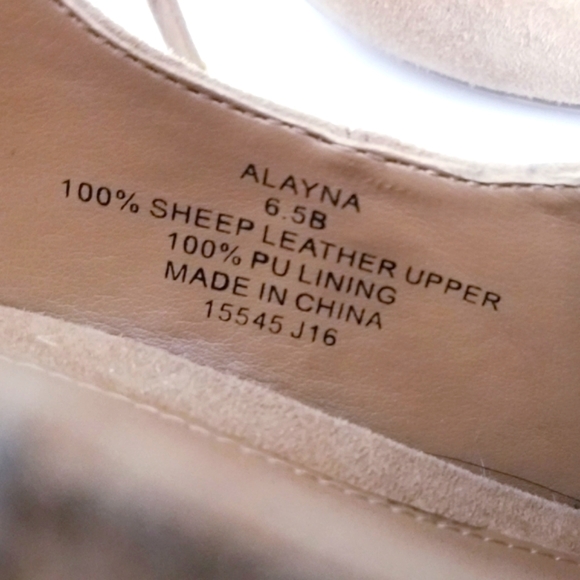 ALAYNA
6.5B
100% SHEEP LEATHER UPPER
100% PU LINING
MADE IN CHINA
15545 J16